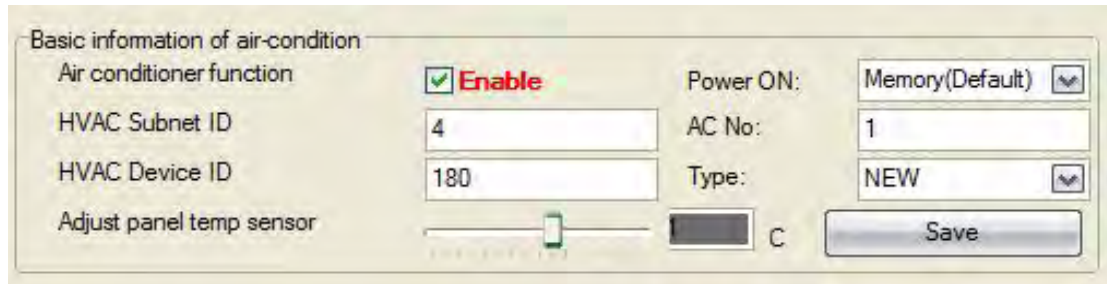 Basic information of air-condition
Air conditioner function Enable Power ON: Memory(Default)
HVAC Subnet ID 4 AC No: 1
HVAC Device ID 180 Type: NEW
Adjust panel temp sensor 1 C Save